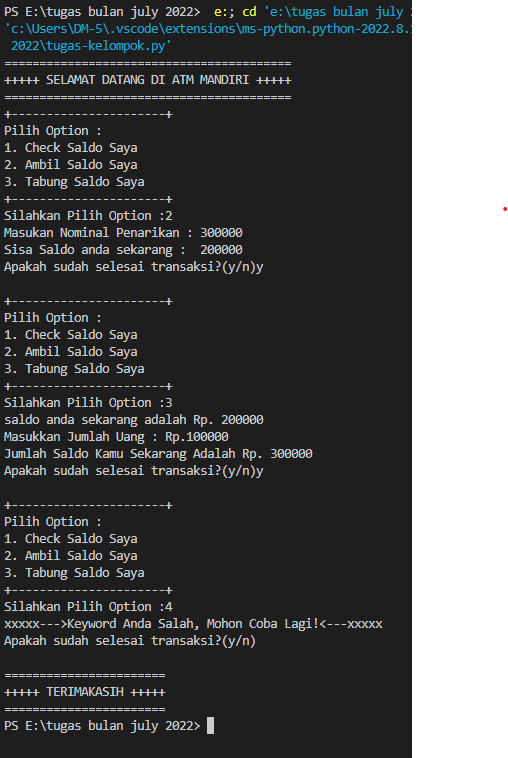 PS E:\tugas bulan july 2022>  e:; cd 'e:\tugas bulan july
'c:\Users\DM-5\.vscode\extensions\ms-python.python-2022.8.
 2022\tugas-kelompok.py'
=========================================
+++++ SELAMAT DATANG DI ATM MANDIRI +++++
=========================================
+----------------------+
Pilih Option :
1. Check Saldo Saya
2. Ambil Saldo Saya
3. Tabung Saldo Saya
+----------------------+
Silahkan Pilih Option :2
Masukan Nominal Penarikan : 300000
Sisa Saldo anda sekarang :  200000
Apakah sudah selesai transaksi?(y/n)y

+----------------------+
Pilih Option :
1. Check Saldo Saya
2. Ambil Saldo Saya
3. Tabung Saldo Saya
+----------------------+
Silahkan Pilih Option :3
saldo anda sekarang adalah Rp. 200000
Masukkan Jumlah Uang : Rp.100000
Jumlah Saldo Kamu Sekarang Adalah Rp. 300000
Apakah sudah selesai transaksi?(y/n)y

+----------------------+
Pilih Option :
1. Check Saldo Saya
2. Ambil Saldo Saya
3. Tabung Saldo Saya
+----------------------+
Silahkan Pilih Option :4
xxxxx--->Keyword Anda Salah, Mohon Coba Lagi!<---xxxxx
Apakah sudah selesai transaksi?(y/n)

=======================
+++++ TERIMAKASIH +++++
=======================
PS E:\tugas bulan july 2022>